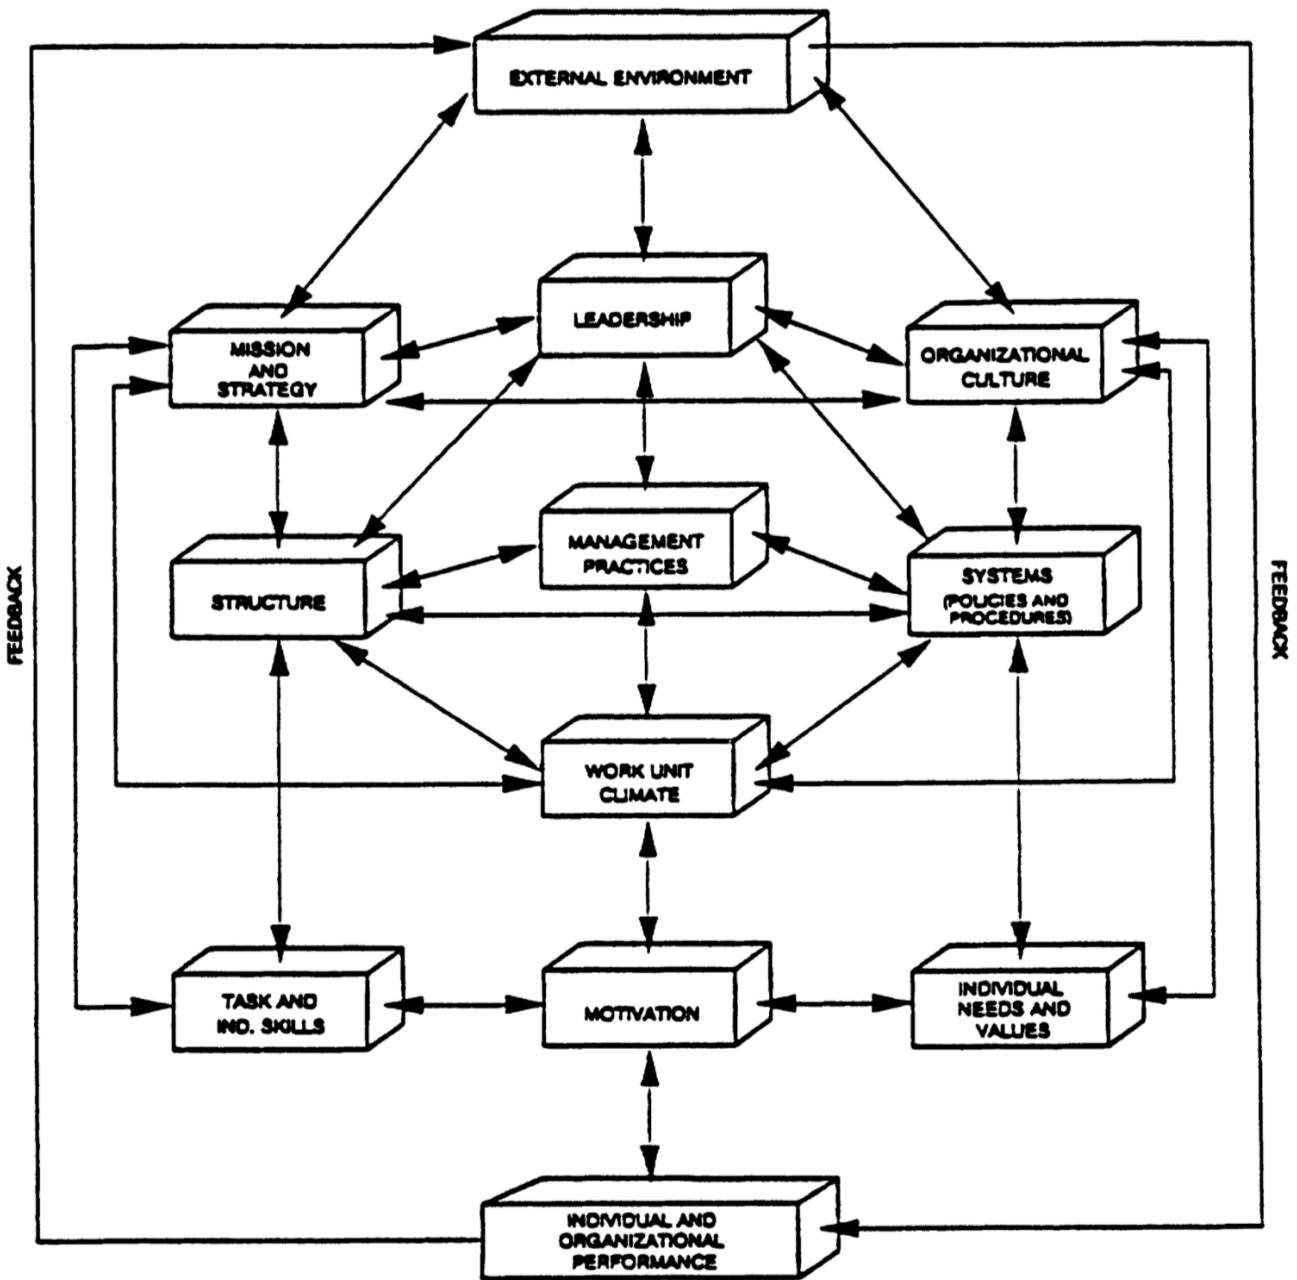 EXTERNAL ENVIRONMENT
LEADERSHIP
MISSION
AND
STRATEGY
ORGANIZATIONAL
CULTURE
MANAGEMENT
PRACTICES
STRUCTURE
SYSTEMS
(POLICIES AND
PROCEDURES)
FEEDBACK
FEEDBACK
WORK UNIT
CLIMATE
TASK AND
IND. SKILLS
MOTIVATION
INDIVIDUAL
NEEDS AND
VALUES
INDIVIDUAL AND
ORGANIZATIONAL
PERFORMANCE